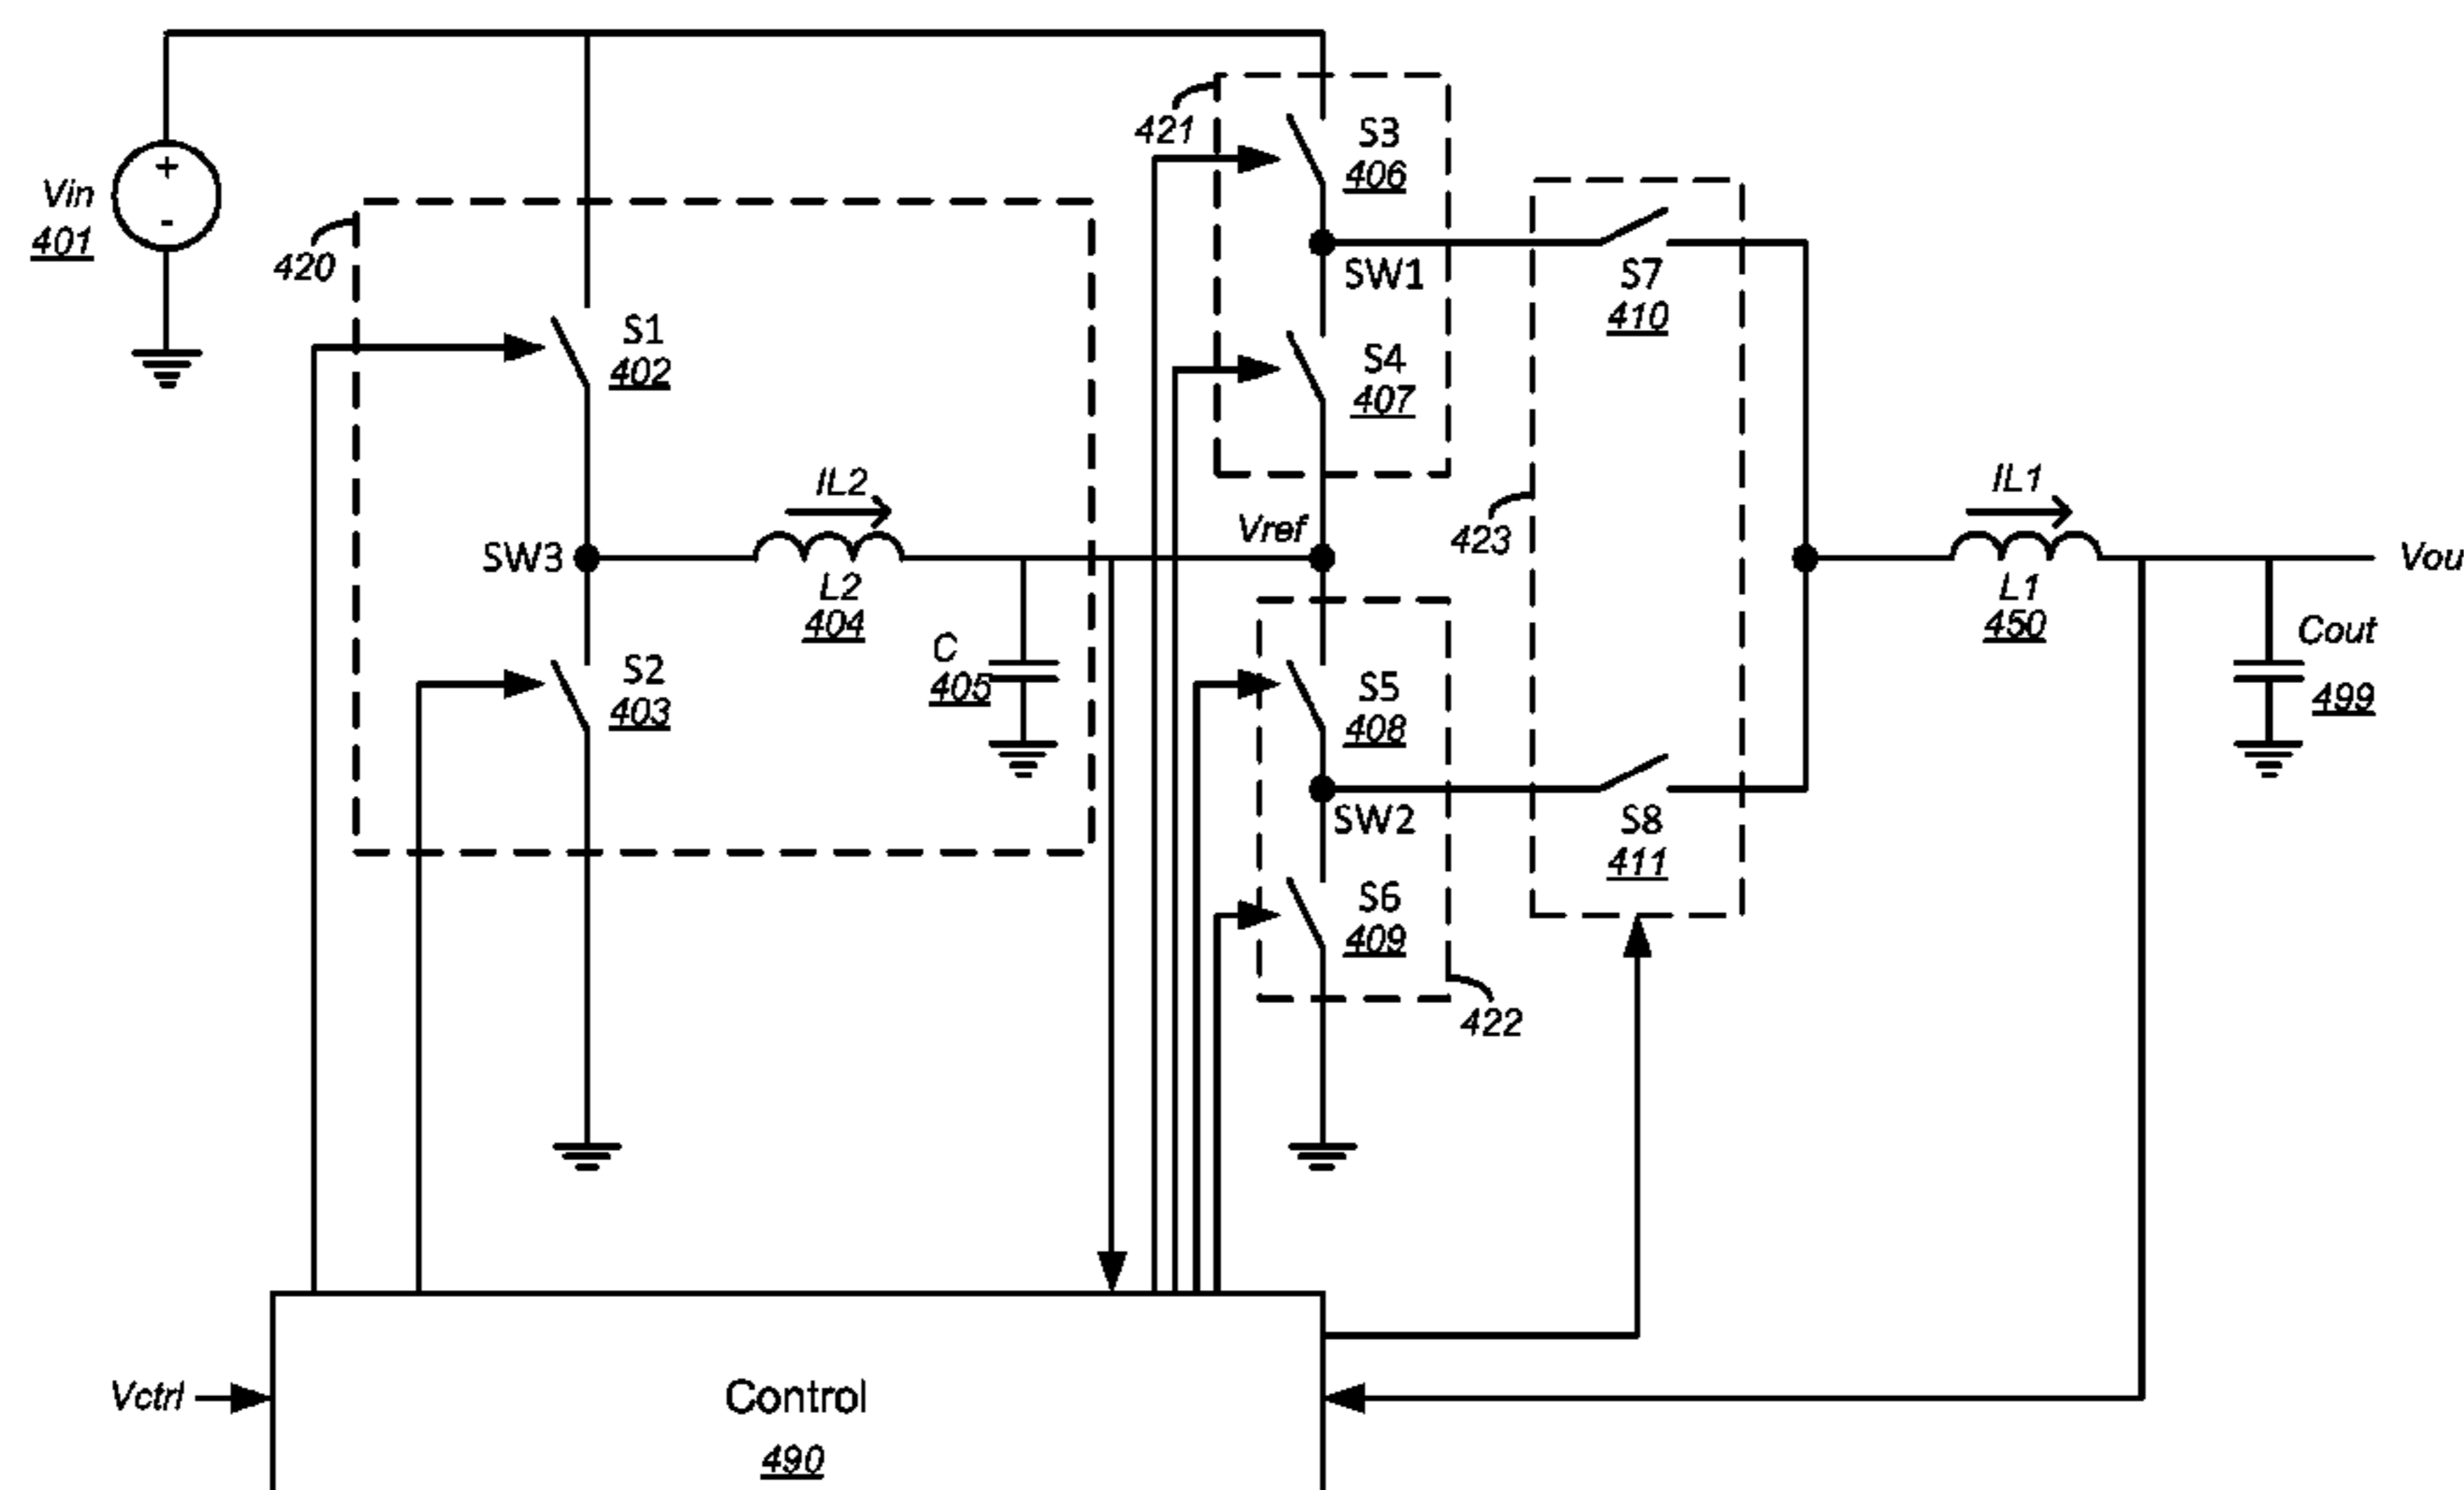 Vin
401
+
-
420
S1
402
SW3
S2
403
IL2
L2
404
C
405
421
S3
406
SW1
S4
407
Vref
S5
408
SW2
S6
409
422
423
S7
410
S8
411
IL1
L1
450
Vou
Cout
499
Vctrl
Control
490